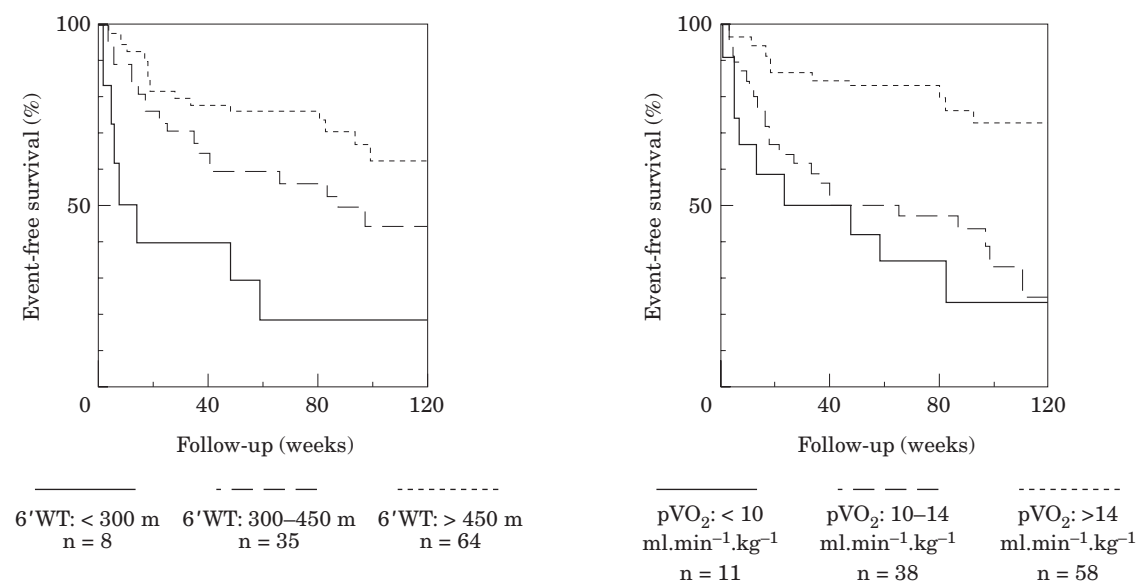 100
50
Event-free survival (%)
0
40
80
120
Follow-up (weeks)
6′WT: < 300 m
n = 8
6′WT: 300–450 m
n = 35
6′WT: > 450 m
n = 64
100
50
Event-free survival (%)
0
40
80
120
Follow-up (weeks)
pVO₂: < 10
ml.min⁻¹.kg⁻¹
n = 11
pVO₂: 10–14
ml.min⁻¹.kg⁻¹
n = 38
pVO₂: >14
ml.min⁻¹.kg⁻¹
n = 58